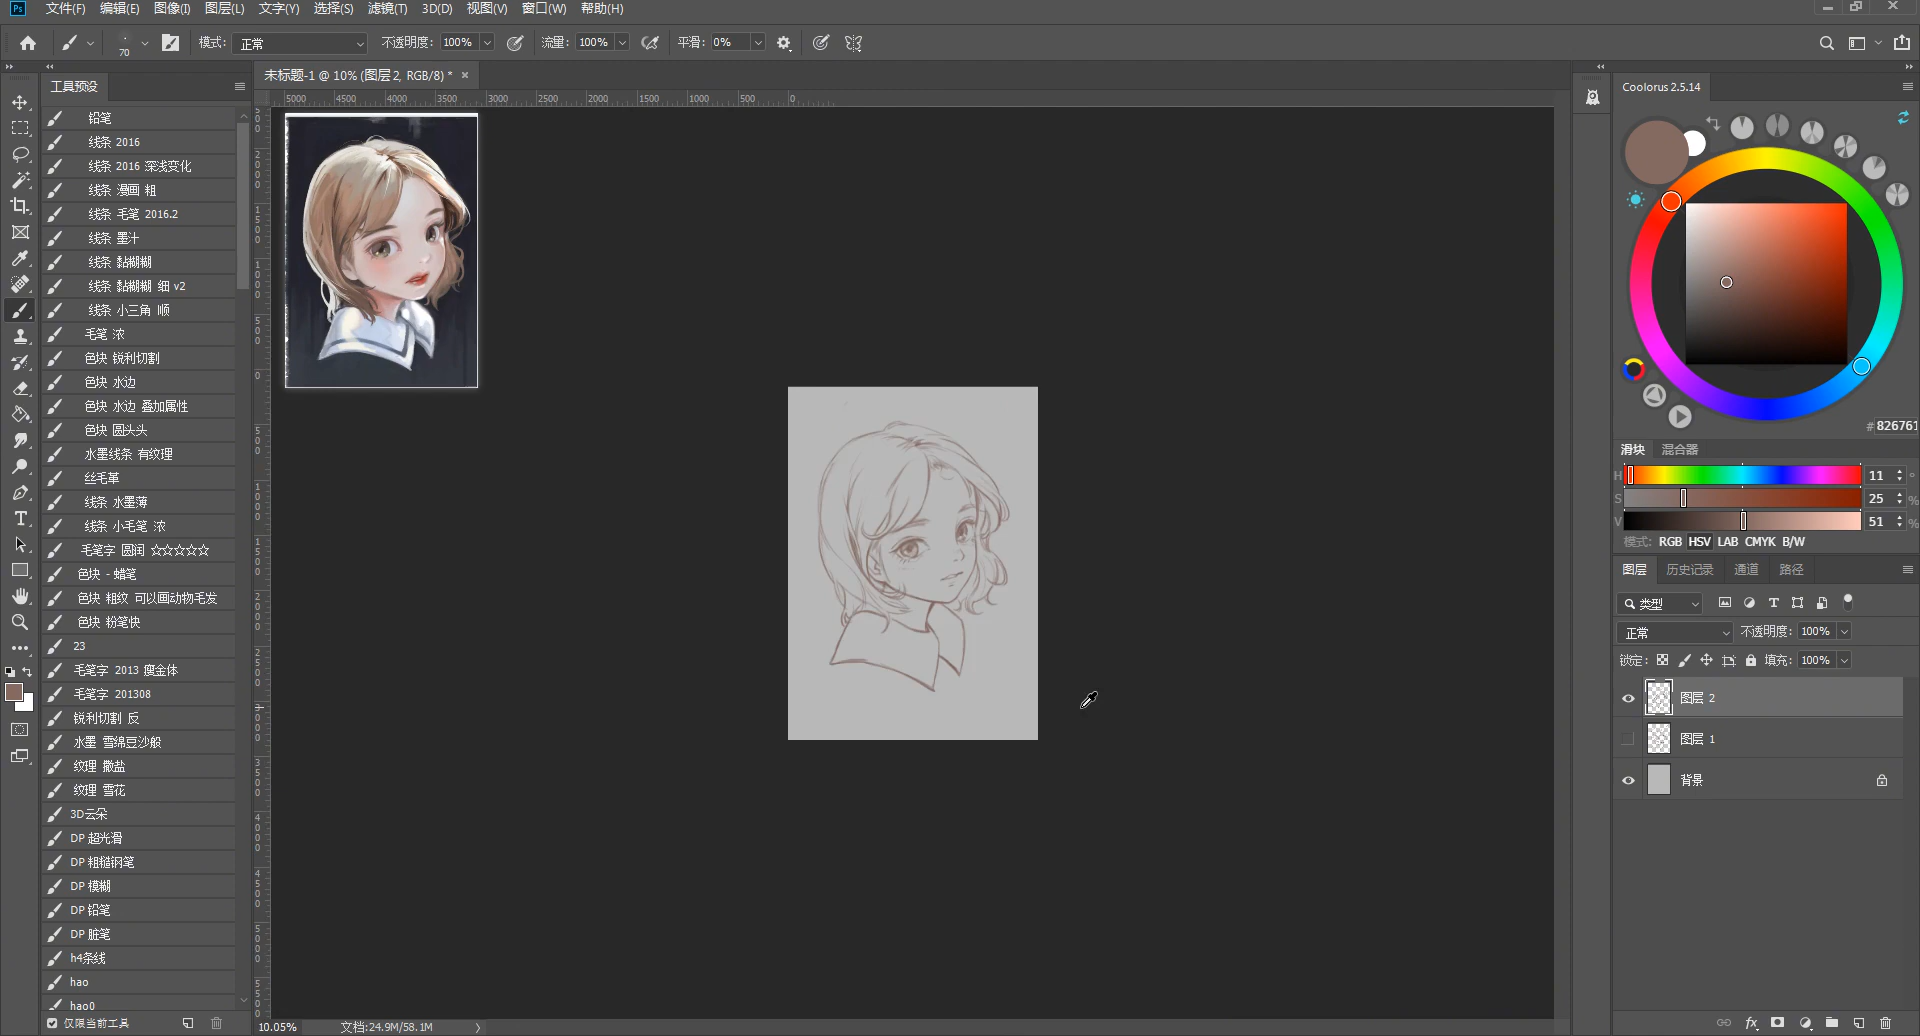 Ps 文件(F) 编辑(E) 图像(I) 图层(L) 文字(Y) 选择(S) 滤镜(T) 3D(D) 视图(V) 窗口(W) 帮助(H)
70 模式: 正常 不透明度: 100% 流量: 100% 平滑: 0%
工具预设
铅笔
线条 2016
线条 2016 深浅变化
线条 漫画 粗
线条 毛笔 2016.2
线条 墨汁
线条 黏糊糊
线条 黏糊糊 细 v2
线条 小三角 顺
毛笔 浓
色块 锐利切割
色块 水边
色块 水边 叠加属性
色块 圆头头
水墨线条 有纹理
丝毛革
线条 水墨薄
线条 小毛笔 浓
毛笔字 圆润 ☆☆☆☆☆
色块 - 蜡笔
色块 粗纹 可以画动物毛发
色块 粉笔快
23
毛笔字 2013 瘦金体
毛笔字 201308
锐利切割 反
水墨 雪绵豆沙般
纹理 撒盐
纹理 雪花
3D云朵
DP 超光滑
DP 粗糙钢笔
DP 模糊
DP 铅笔
DP 脏笔
h4条线
hao
hao0
仅限当前工具
未标题-1 @ 10% (图层 2, RGB/8) *
5000 4500 4000 3500 3000 2500 2000 1500 1000 500 0
10.05% 文档:24.9M/58.1M
Coolorus 2.5.14
# 826761
滑块 混合器
H 11 °
S 25 %
V 51 %
模式: RGB HSV LAB CMYK B/W
图层 历史记录 通道 路径
类型
正常 不透明度: 100%
锁定: 填充: 100%
图层 2
图层 1
背景
fx